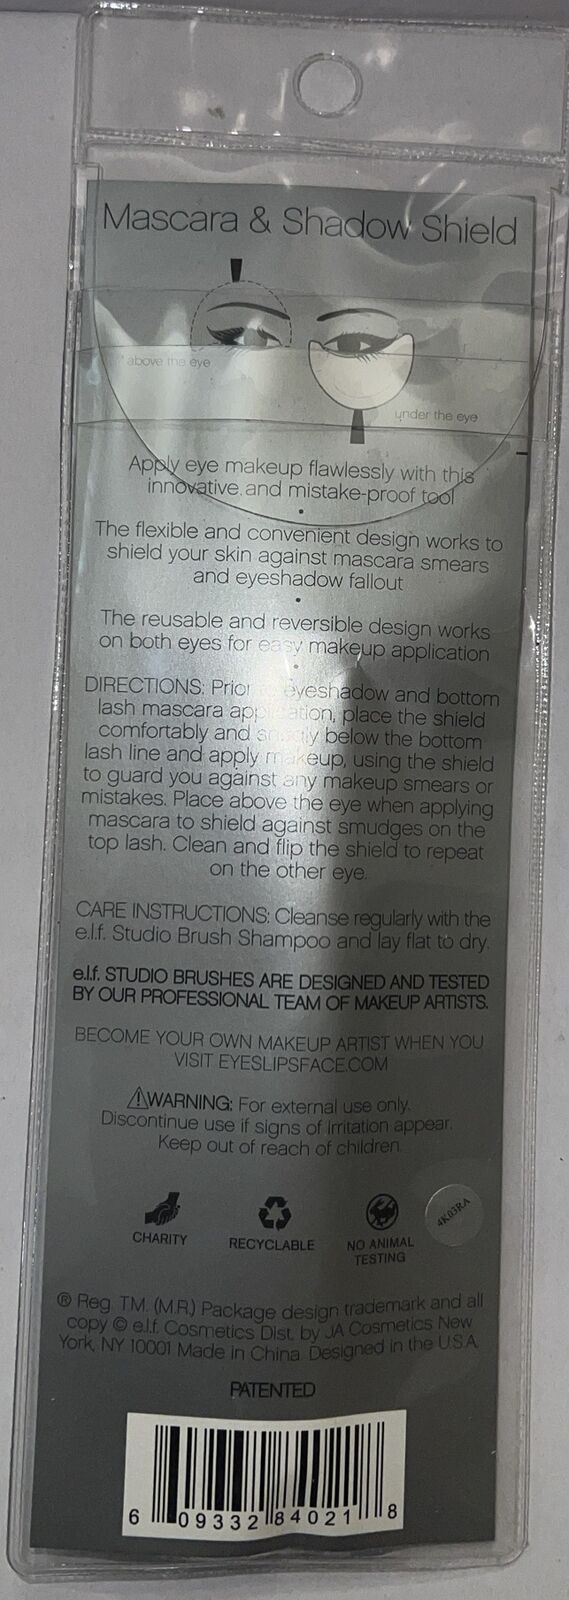 Mascara & Shadow Shield
above the eye
under the eye
Apply eye makeup flawlessly with this
innovative and mistake-proof tool
•
The flexible and convenient design works to
shield your skin against mascara smears
and eyeshadow fallout
•
The reusable and reversible design works
on both eyes for easy makeup application
•
DIRECTIONS: Prior to eyeshadow and bottom
lash mascara application, place the shield
comfortably and snugly below the bottom
lash line and apply makeup, using the shield
to guard you against any makeup smears or
mistakes. Place above the eye when applying
mascara to shield against smudges on the
top lash. Clean and flip the shield to repeat
on the other eye.
CARE INSTRUCTIONS: Cleanse regularly with the
e.l.f. Studio Brush Shampoo and lay flat to dry.
e.l.f. STUDIO BRUSHES ARE DESIGNED AND TESTED
BY OUR PROFESSIONAL TEAM OF MAKEUP ARTISTS.
BECOME YOUR OWN MAKEUP ARTIST WHEN YOU
VISIT EYESLIPSFACE.COM
⚠WARNING: For external use only.
Discontinue use if signs of irritation appear.
Keep out of reach of children.
CHARITY
RECYCLABLE
NO ANIMAL
TESTING
4K03RA
® Reg. TM. (M.R.) Package design trademark and all
copy © e.l.f. Cosmetics Dist. by JA Cosmetics New
York, NY 10001 Made in China. Designed in the U.S.A.
PATENTED
6 09332 84021 8